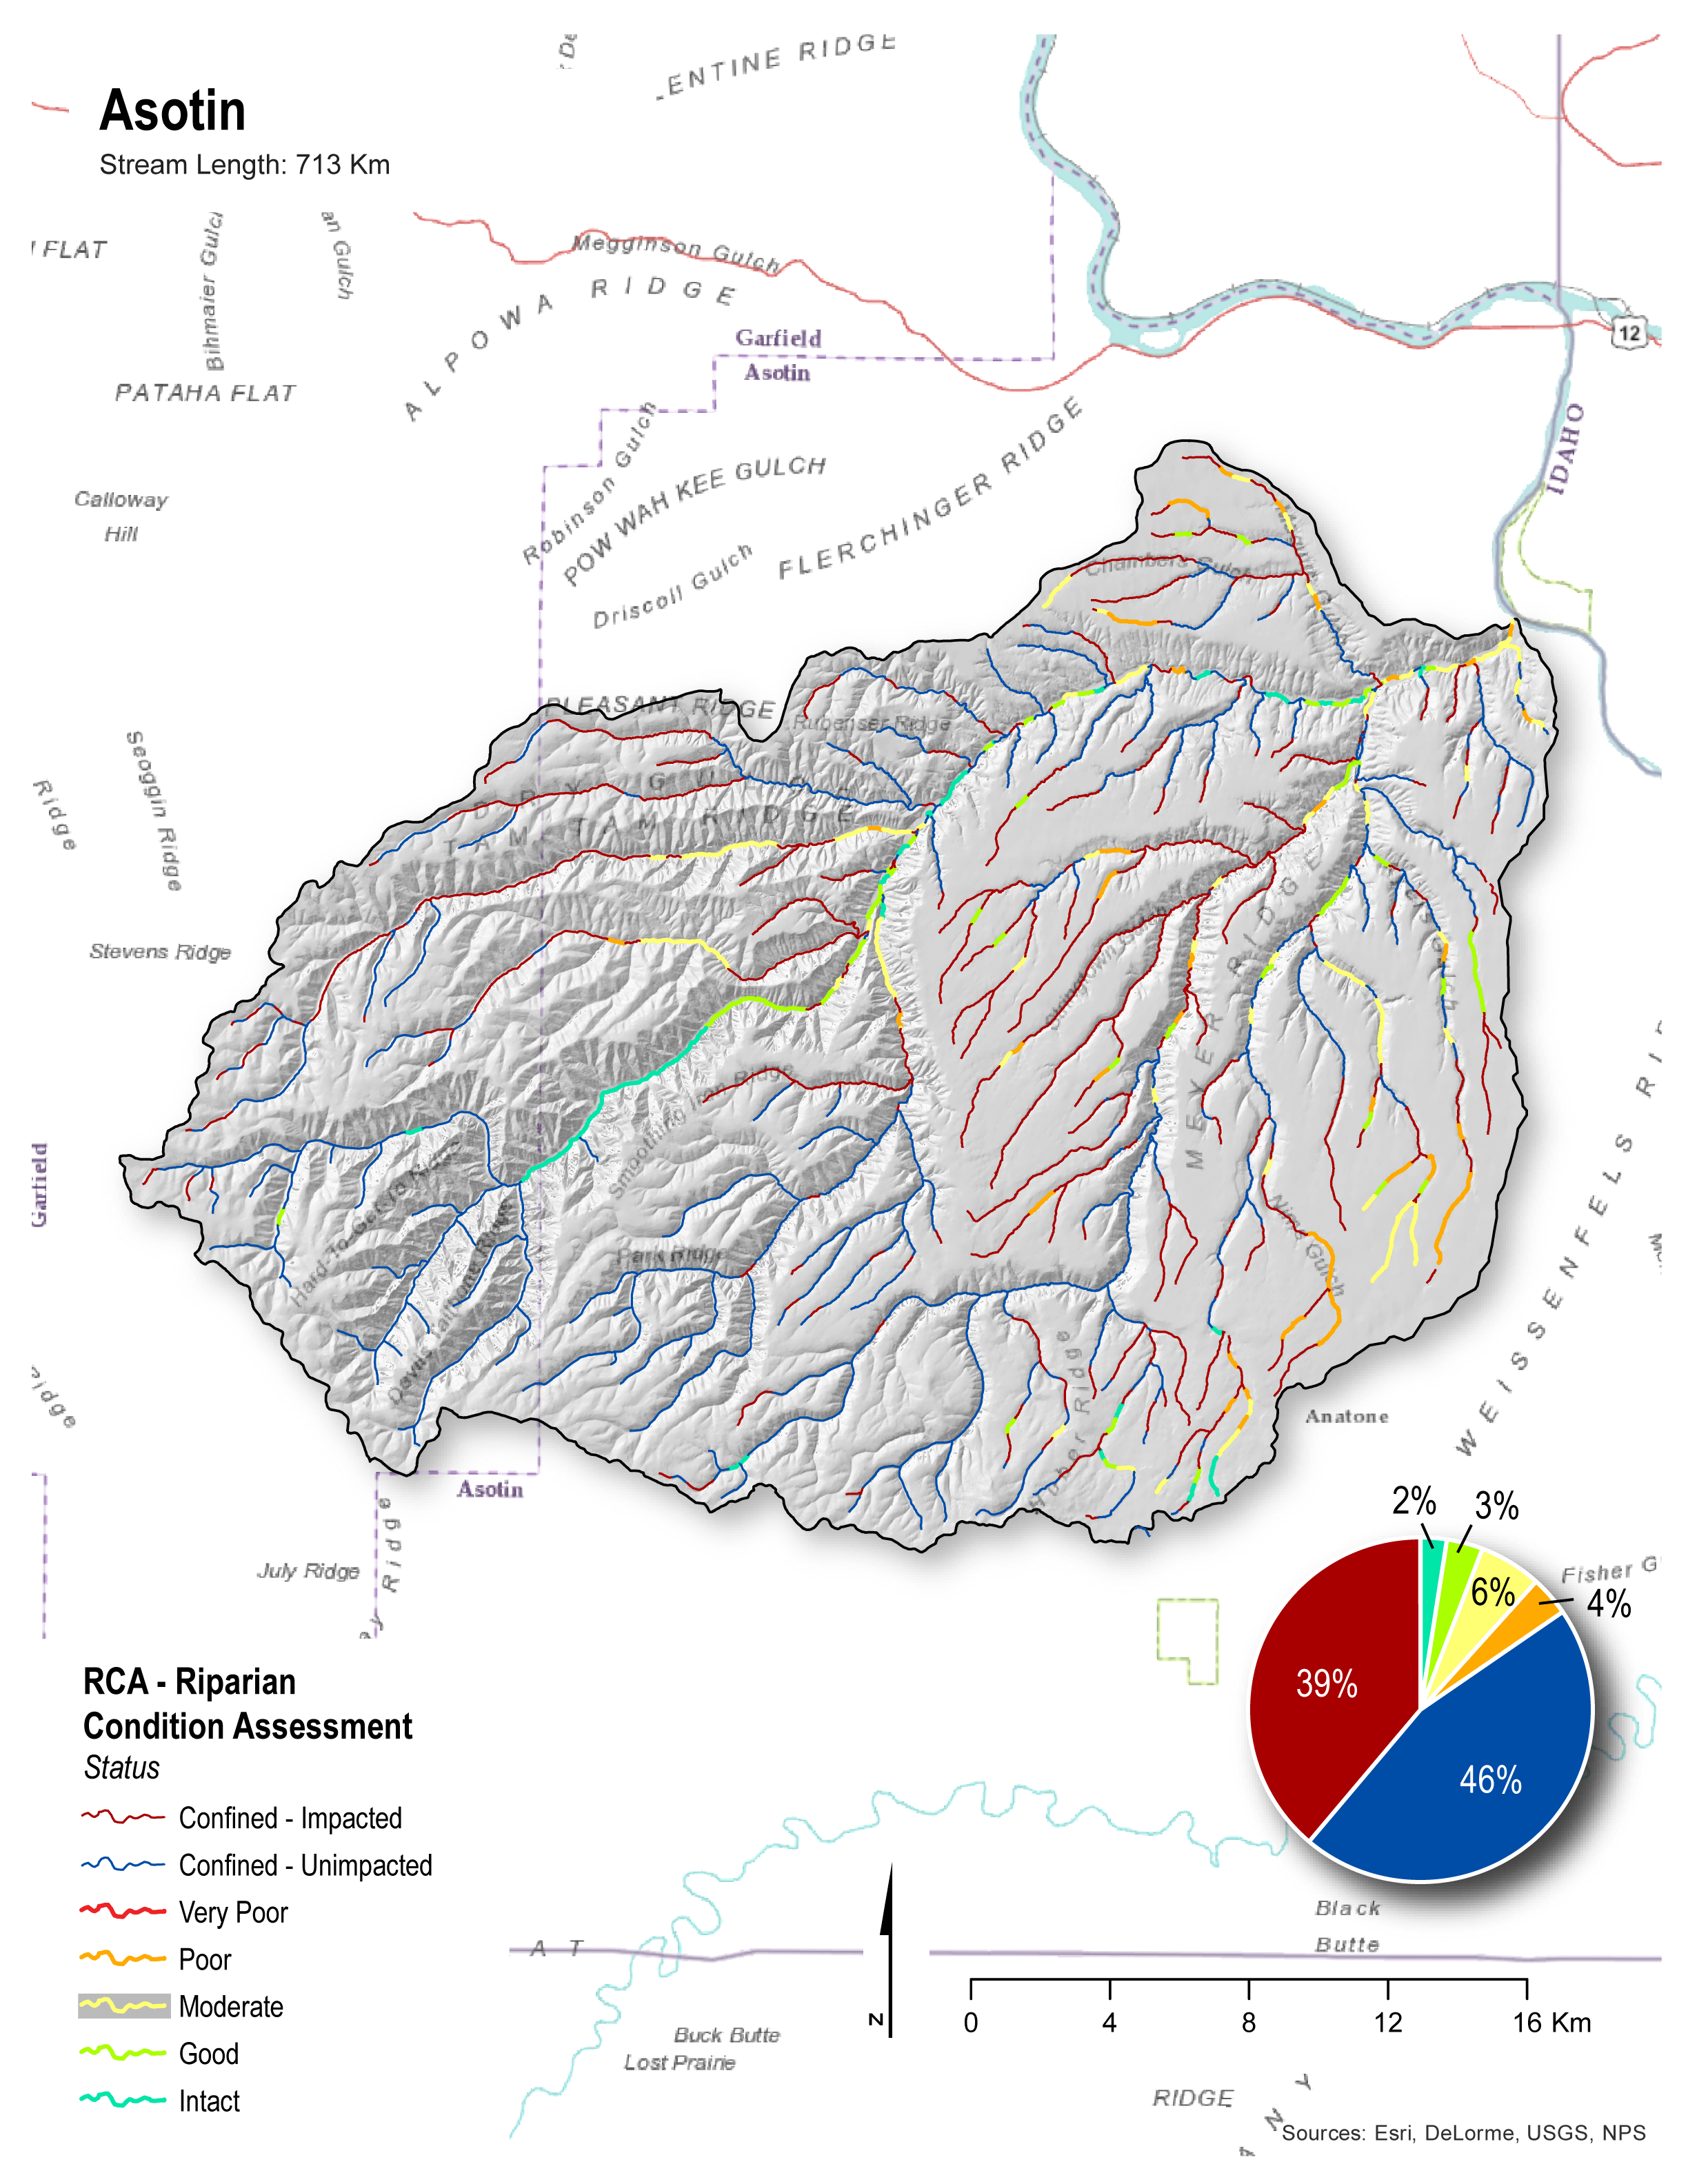 ENTINE RIDGE
Asotin
Stream Length: 713 Km
FLAT
Bihmaier Gulch
an Gulch
Megginson Gulch
ALPOWA RIDGE
12
Garfield
Asotin
PATAHA FLAT
IDAHO
Robinson Gulch
POW WAH KEE GULCH
FLERCHINGER RIDGE
Calloway
Hill
Driscoll Gulch
Chambers Gulch
PLEASANT RIDGE
Rubenser Ridge
Seoggin Ridge
Ridge
DRY GULCH
TAM TAM RIDGE
Stevens Ridge
MEYER RIDGE
Smoothing Iron Ridge
Garfield
Hard to Get to Ridge
Park Ridge
Nims Gulch
WEISSENFELS RID
Ridge
Anatone
Asotin
July Ridge
Ridge
2%
3%
6%
4%
Fisher G
39%
46%
RCA - Riparian
Condition Assessment
Status
Confined - Impacted
Confined - Unimpacted
Very Poor
Poor
Moderate
Good
Intact
Black
Butte
A T
N
0 4 8 12 16 Km
Buck Butte
Lost Prairie
RIDGE
Sources: Esri, DeLorme, USGS, NPS